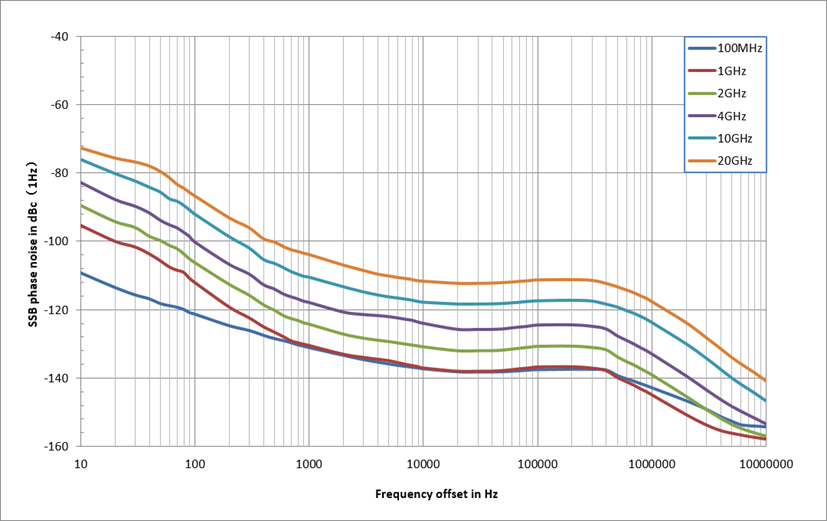 -40
-60
-80
-100
-120
-140
-160
SSB phase noise in dBc（1Hz）
10
100
1000
10000
100000
1000000
10000000
Frequency offset in Hz
100MHz
1GHz
2GHz
4GHz
10GHz
20GHz